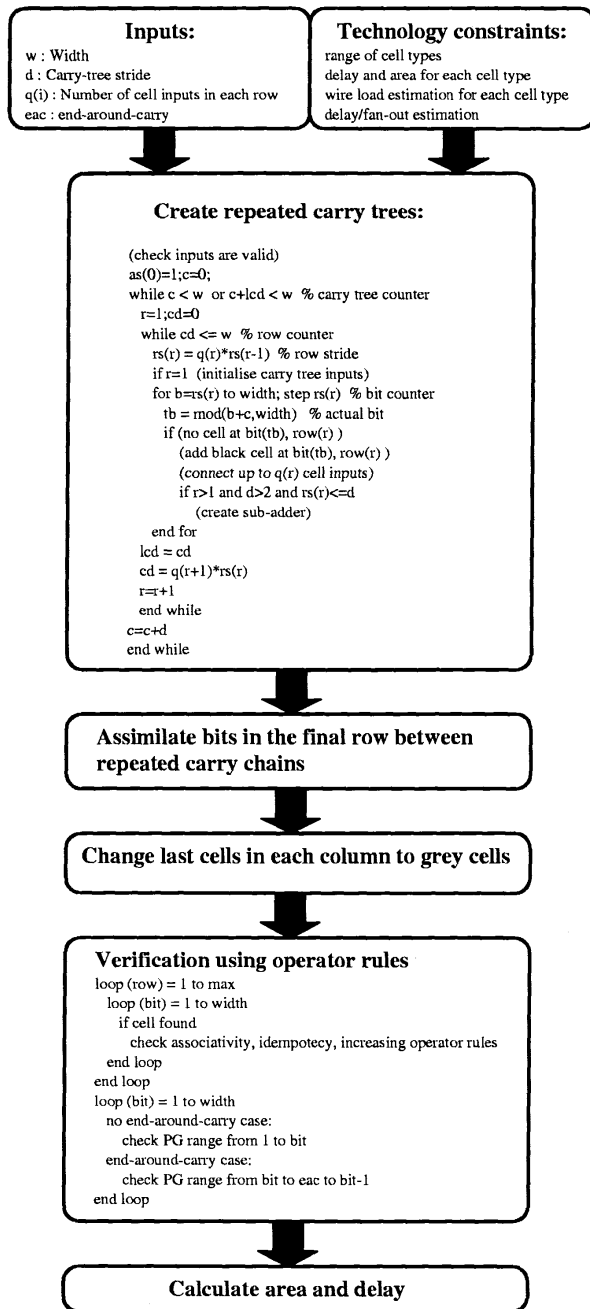 Inputs:
w : Width
d : Carry-tree stride
q(i) : Number of cell inputs in each row
eac : end-around-carry
Technology constraints:
range of cell types
delay and area for each cell type
wire load estimation for each cell type
delay/fan-out estimation
Create repeated carry trees:
(check inputs are valid)
as(0)=1;c=0;
while c < w or c+lcd < w % carry tree counter
r=1;cd=0
while cd <= w % row counter
rs(r) = q(r)*rs(r-1) % row stride
if r=1 (initialise carry tree inputs)
for b=rs(r) to width; step rs(r) % bit counter
tb = mod(b+c,width) % actual bit
if (no cell at bit(tb), row(r) )
(add black cell at bit(tb), row(r) )
(connect up to q(r) cell inputs)
if r>1 and d>2 and rs(r)<=d
(create sub-adder)
end for
lcd = cd
cd = q(r+1)*rs(r)
r=r+1
end while
c=c+d
end while
Assimilate bits in the final row between
repeated carry chains
Change last cells in each column to grey cells
Verification using operator rules
loop (row) = 1 to max
loop (bit) = 1 to width
if cell found
check associativity, idempotecy, increasing operator rules
end loop
end loop
loop (bit) = 1 to width
no end-around-carry case:
check PG range from 1 to bit
end-around-carry case:
check PG range from bit to eac to bit-1
end loop
Calculate area and delay